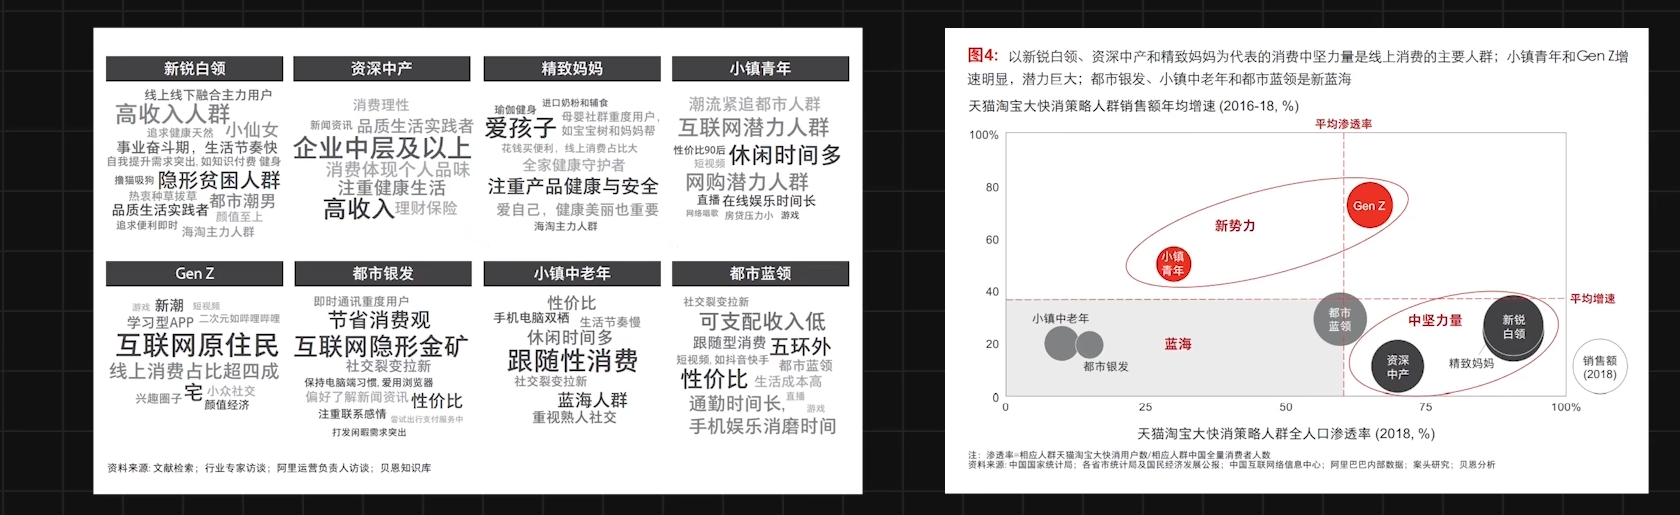 新锐白领
线上线下融合主力用户
高收入人群
追求健康天然 小仙女
事业奋斗期，生活节奏快
自我提升需求突出, 如知识付费 健身
撸猫吸狗 隐形贫困人群
热衷种草拔草 都市潮男
品质生活实践者 颜值至上
追求便利即时 海淘主力人群
资深中产
消费理性
新闻资讯 品质生活实践者
企业中层及以上
消费体现个人品味
注重健康生活
高收入 理财保险
精致妈妈
进口奶粉和辅食
瑜伽健身 母婴社群重度用户，
爱孩子 如宝宝树和妈妈帮
花钱买便利，线上消费占比大
全家健康守护者
注重产品健康与安全
爱自己，健康美丽也重要
海淘主力人群
小镇青年
潮流紧追都市人群
互联网潜力人群
性价比90后 休闲时间多
短视频
网购潜力人群
直播 在线娱乐时间长
网络唱歌 房贷压力小 游戏
Gen Z
游戏 新潮 短视频
学习型APP 二次元如哔哩哔哩
互联网原住民
线上消费占比超四成
兴趣圈子 宅 小众社交
颜值经济
都市银发
即时通讯重度用户
节省消费观
互联网隐形金矿
社交裂变拉新
保持电脑端习惯, 爱用浏览器
偏好了解新闻资讯 性价比
注重联系感情 尝试出行支付服务中
打发闲暇需求突出
小镇中老年
性价比
手机电脑双栖 生活节奏慢
休闲时间多
跟随性消费
社交裂变拉新
蓝海人群
重视熟人社交
都市蓝领
社交裂变拉新
可支配收入低
跟随型消费 五环外
短视频, 如抖音快手 都市蓝领
性价比 生活成本高
通勤时间长, 直播
游戏
手机娱乐消磨时间
资料来源: 文献检索；行业专家访谈；阿里运营负责人访谈；贝恩知识库
图4: 以新锐白领、资深中产和精致妈妈为代表的消费中坚力量是线上消费的主要人群；小镇青年和Gen Z增
速明显，潜力巨大；都市银发、小镇中老年和都市蓝领是新蓝海
天猫淘宝大快消策略人群销售额年均增速 (2016-18, %)
平均渗透率
100%
80
60
40
20
0
Gen Z
新势力
小镇
青年
平均增速
小镇中老年
都市银发
蓝海
都市
蓝领
中坚力量
新锐
白领
资深
中产
精致妈妈
销售额
(2018)
0 25 50 75 100%
天猫淘宝大快消策略人群全人口渗透率 (2018, %)
注: 渗透率=相应人群天猫淘宝大快消用户数/相应人群中国全量消费者人数
资料来源: 中国国家统计局；各省市统计局及国民经济发展公报；中国互联网络信息中心；阿里巴巴内部数据；案头研究；贝恩分析